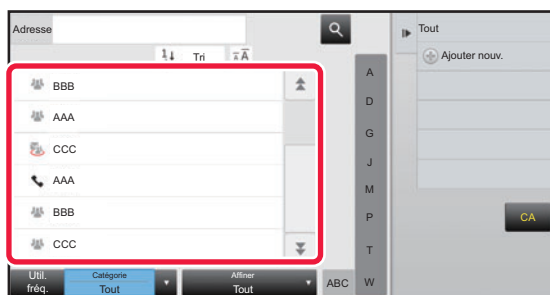 Adresse
Tri
BBB
AAA
CCC
AAA
BBB
CCC
A
D
G
J
M
P
T
W
Util.
fréq.
Catégorie
Tout
Affiner
Tout
ABC
Tout
Ajouter nouv.
CA